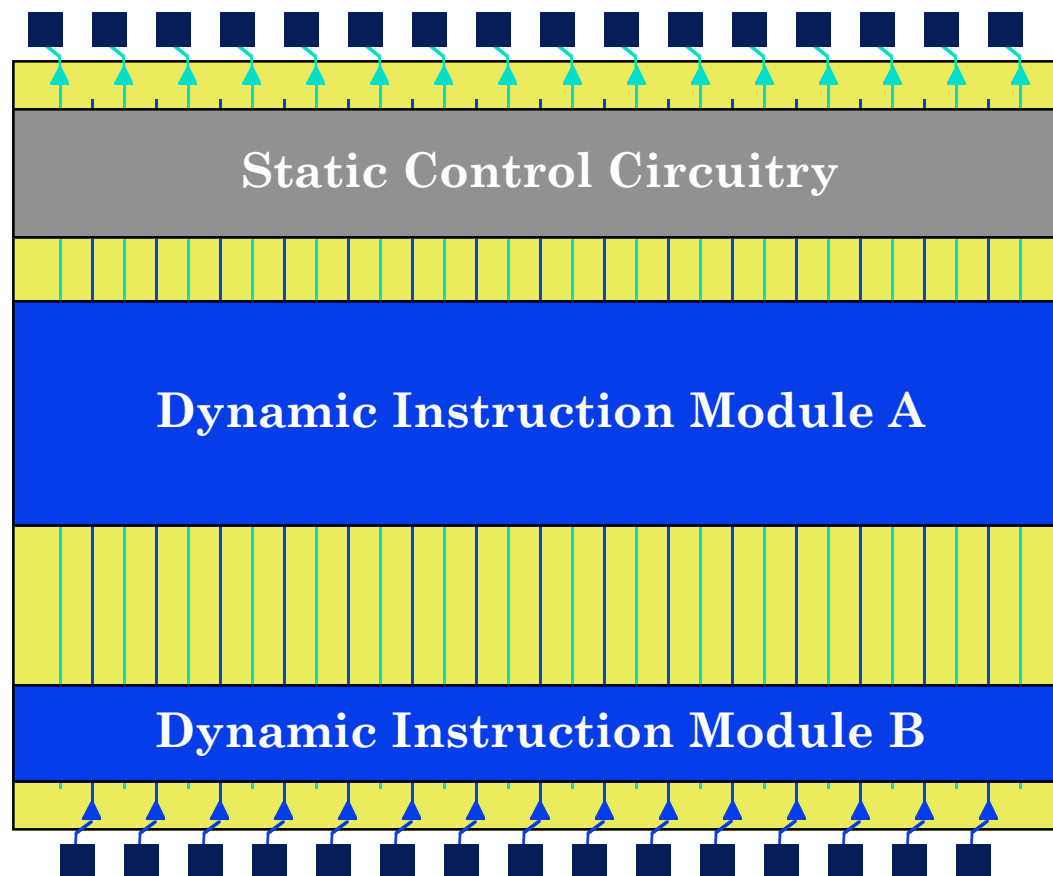 Static Control Circuitry
Dynamic Instruction Module A
Dynamic Instruction Module B